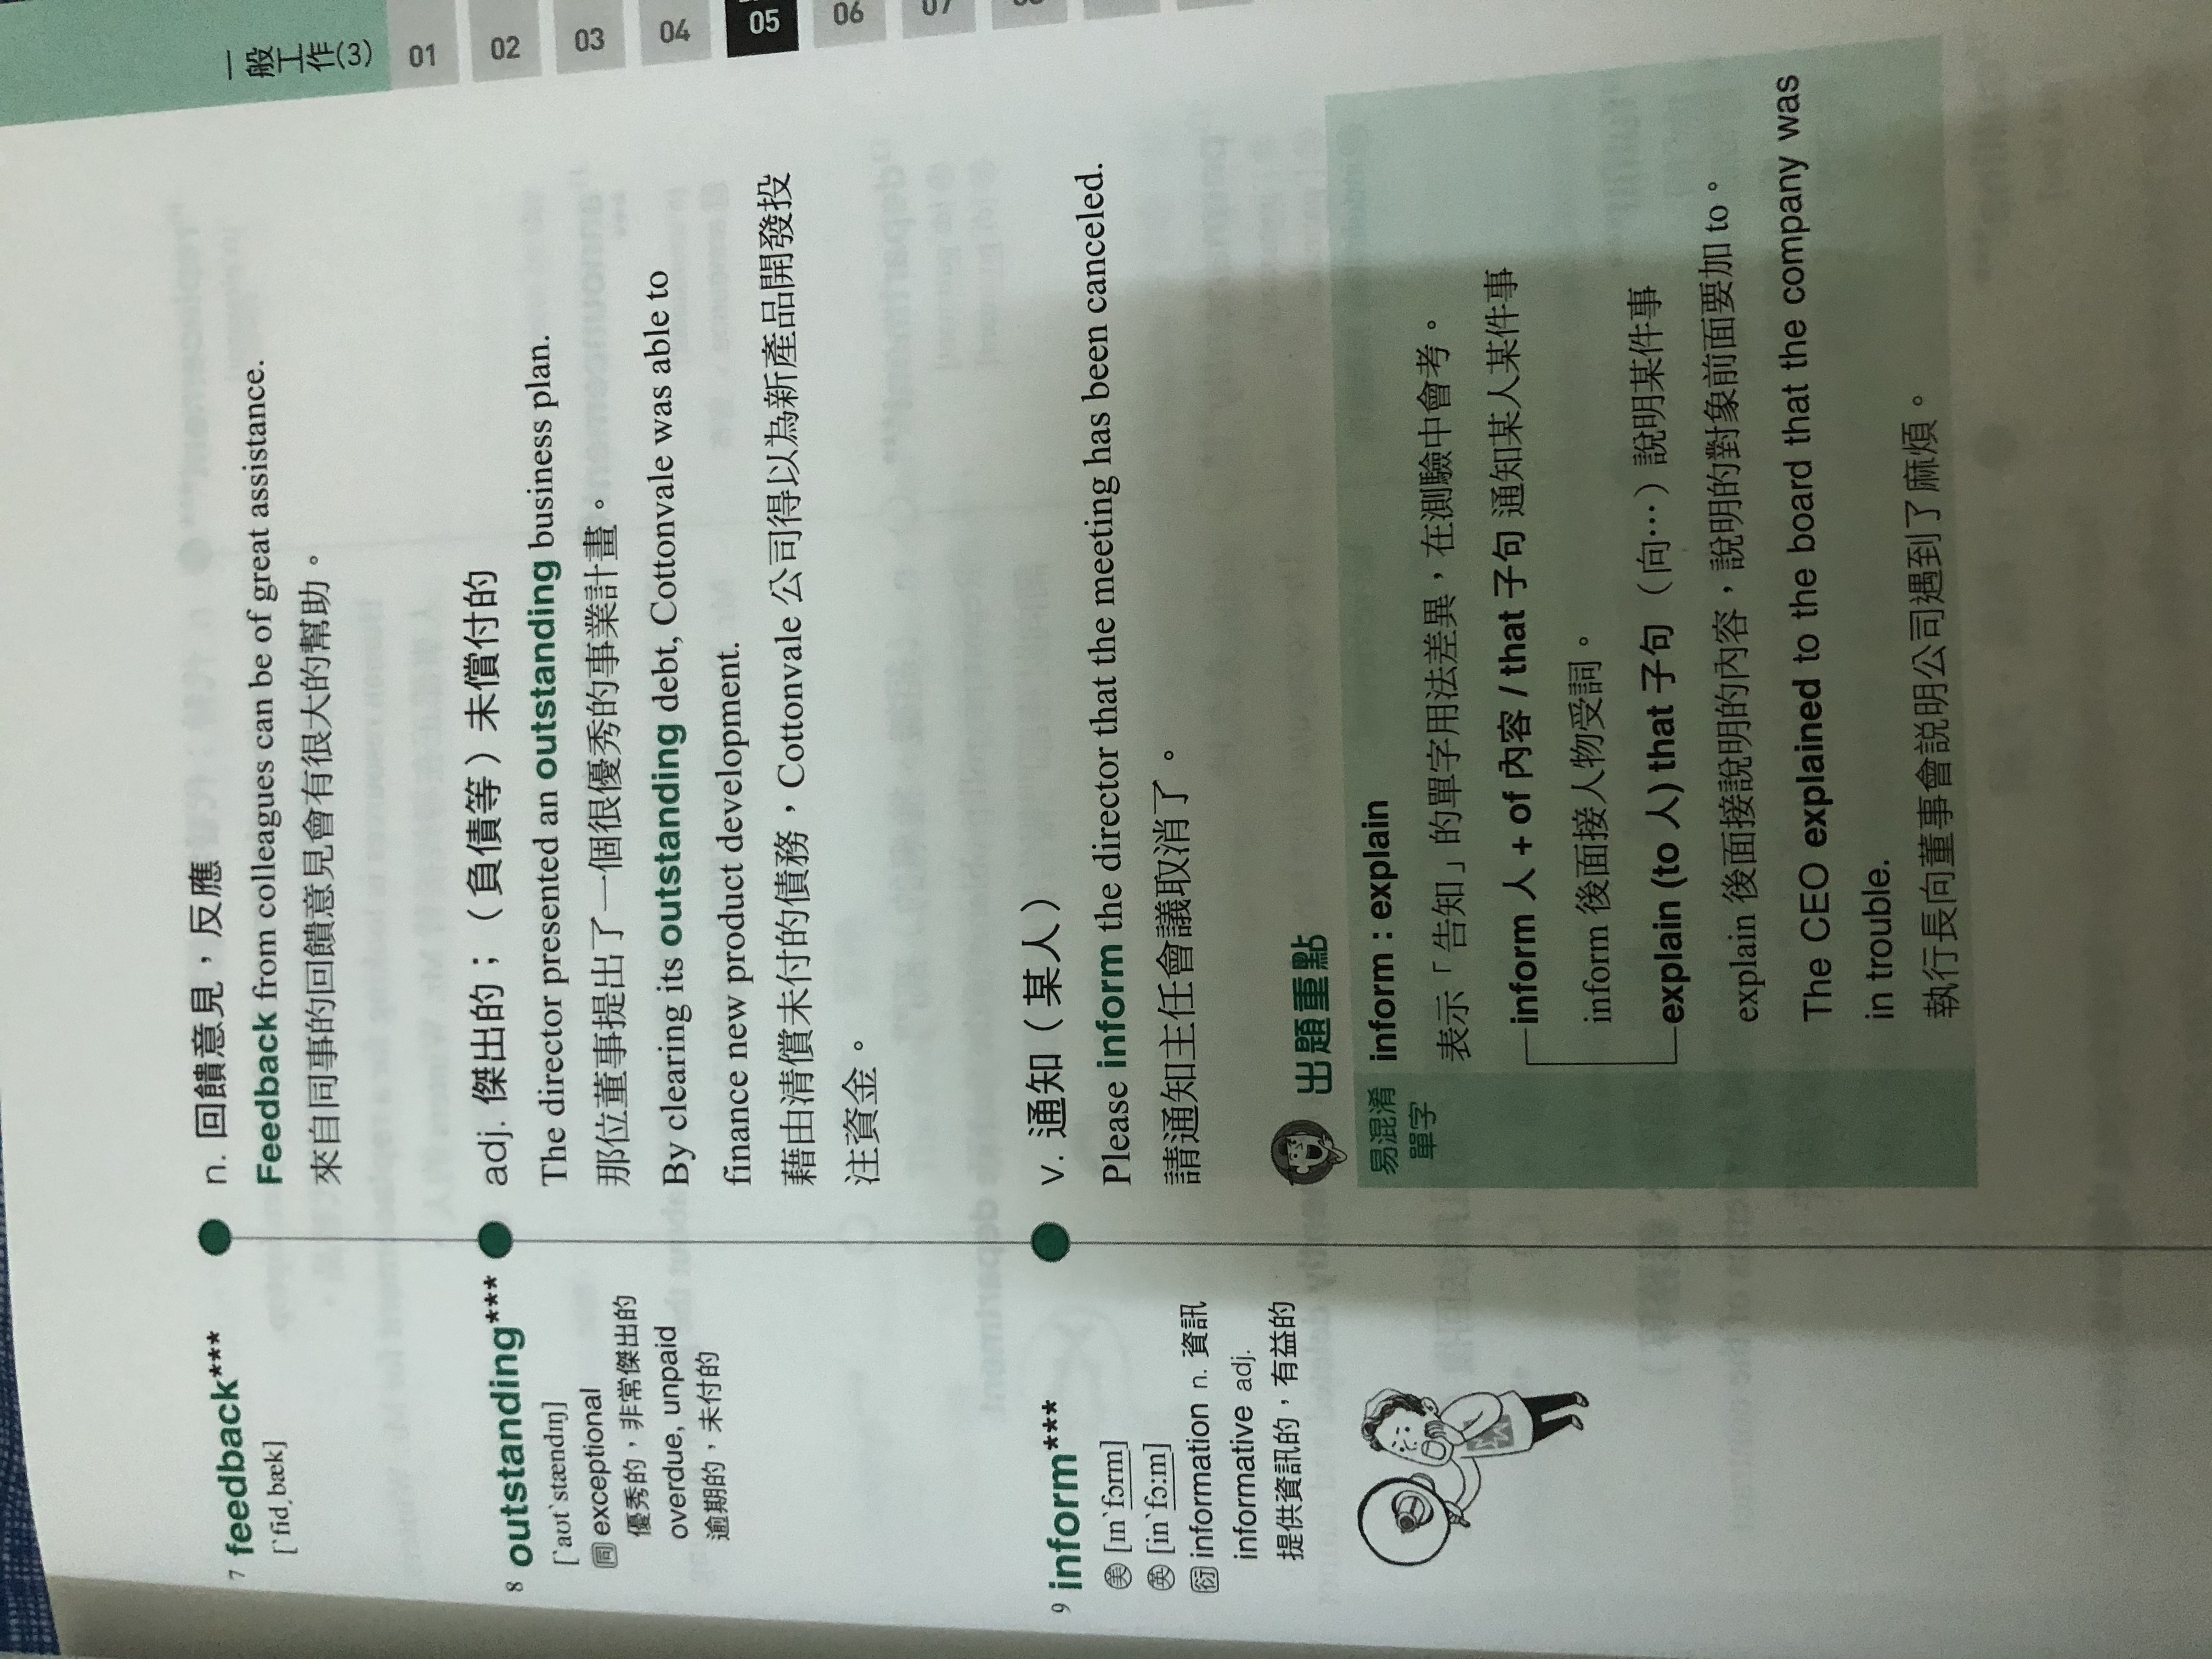 7 feedback***
[ˋfid͵bæk]
n. 回饋意見，反應
Feedback from colleagues can be of great assistance.
來自同事的回饋意見會有很大的幫助。
8 outstanding***
[ˋaʊtˋstændɪŋ]
同 exceptional
優秀的，非常傑出的
overdue, unpaid
逾期的，未付的
adj. 傑出的；（負債等）未償付的
The director presented an outstanding business plan.
那位董事提出了一個很優秀的事業計畫。
By clearing its outstanding debt, Cottonvale was able to
finance new product development.
藉由清償未付的債務，Cottonvale 公司得以為新產品開發投
注資金。
9 inform***
美 [ɪnˋfɔrm]
英 [inˋfɔ:m]
衍 information n. 資訊
informative adj.
提供資訊的，有益的
v. 通知（某人）
Please inform the director that the meeting has been canceled.
請通知主任會議取消了。
出題重點
易混淆
單字
inform : explain
表示「告知」的單字用法差異，在測驗中會考。
inform 人 + of 內容 / that 子句 通知某人某件事
inform 後面接人物受詞。
explain (to 人) that 子句（向…）說明某件事
explain 後面接說明的內容，說明的對象前面要加 to。
The CEO explained to the board that the company was
in trouble.
執行長向董事會說明公司遇到了麻煩。
一般工作(3)
01
02
03
04
05
06
07